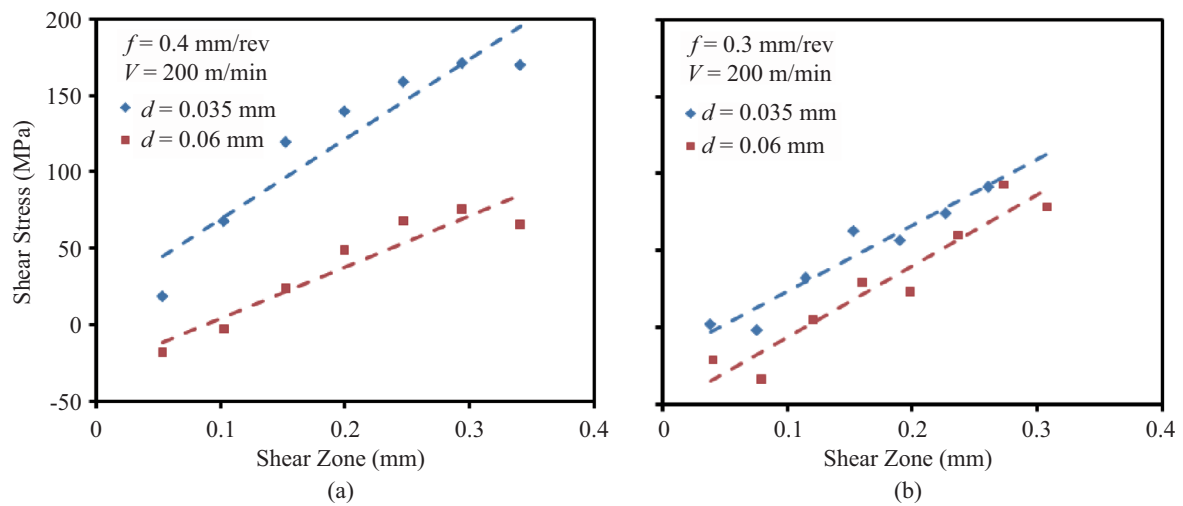 200
150
100
50
0
-50
Shear Stress (MPa)
f = 0.4 mm/rev
V = 200 m/min
d = 0.035 mm
d = 0.06 mm
0 0.1 0.2 0.3 0.4
Shear Zone (mm)
(a)
f = 0.3 mm/rev
V = 200 m/min
d = 0.035 mm
d = 0.06 mm
0 0.1 0.2 0.3 0.4
Shear Zone (mm)
(b)